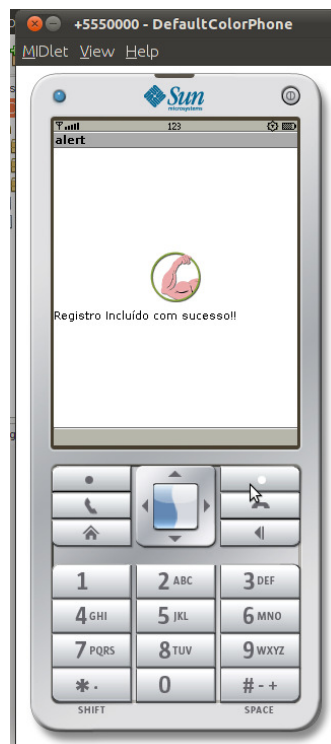 +5550000 - DefaultColorPhone
MIDlet View Help
Sun
microsystems
123
alert
Registro Incluído com sucesso!!
1 2 ABC 3 DEF
4 GHI 5 JKL 6 MNO
7 PQRS 8 TUV 9 WXYZ
* . 0 # - +
SHIFT SPACE